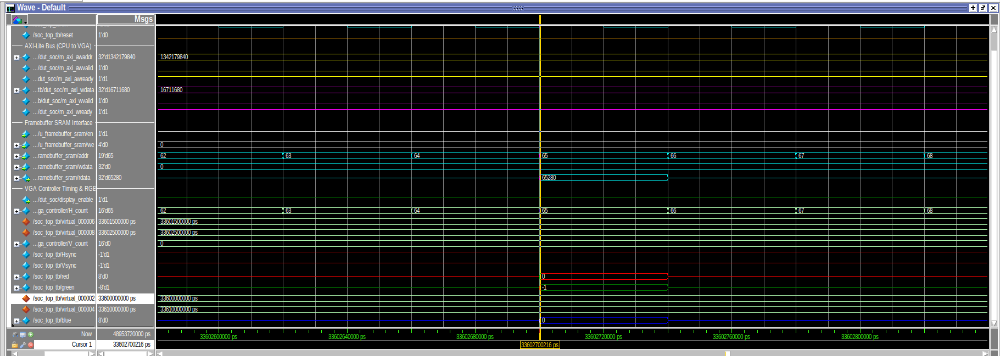 Wave - Default
Msgs
/soc_top_tb/reset 1'd0
AXI-Lite Bus (CPU to VGA)
.../dut_soc/m_axi_awaddr 32'd1342179840 1342179840
.../dut_soc/m_axi_awvalid 1'd0
...dut_soc/m_axi_awready 1'd1
...tb/dut_soc/m_axi_wdata 32'd16711680 16711680
...b/dut_soc/m_axi_wvalid 1'd0
.../dut_soc/m_axi_wready 1'd1
Framebuffer SRAM Interface
.../u_framebuffer_sram/en 1'd1
.../u_framebuffer_sram/we 4'd0 0
...ramebuffer_sram/addr 19'd65 62 63 64 65 66 67 68
...ramebuffer_sram/wdata 32'd0 0
...ramebuffer_sram/rdata 32'd65280 65280
VGA Controller Timing & RGB
.../dut_soc/display_enable 1'd1
...ga_controller/H_count 16'd65 62 63 64 65 66 67 68
/soc_top_tb/virtual_000006 33601500000 ps 33601500000 ps
/soc_top_tb/virtual_000008 33602500000 ps 33602500000 ps
...ga_controller/V_count 16'd0 0
/soc_top_tb/Hsync -1'd1
/soc_top_tb/Vsync -1'd1
/soc_top_tb/red 8'd0 0
/soc_top_tb/green -8'd1 -1
/soc_top_tb/virtual_000002 33600000000 ps 33600000000 ps
/soc_top_tb/virtual_000004 33610000000 ps 33610000000 ps
/soc_top_tb/blue 8'd0 0
Now 48953720000 ps 33602600000 ps 33602640000 ps 33602680000 ps 33602720000 ps 33602760000 ps 33602800000 ps
Cursor 1 33602700216 ps 33602700216 ps